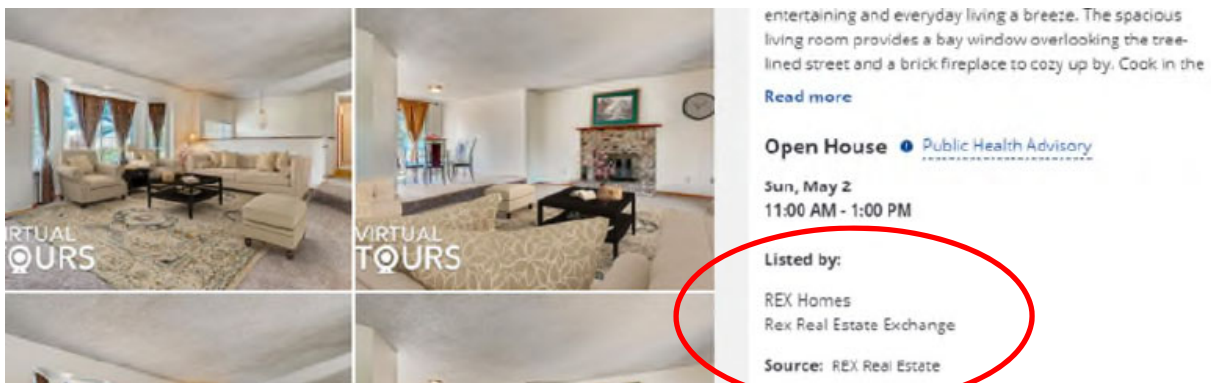 entertaining and everyday living a breeze. The spacious
living room provides a bay window overlooking the tree-
lined street and a brick fireplace to cozy up by. Cook in the
Read more
Open House Public Health Advisory
Sun, May 2
11:00 AM - 1:00 PM
Listed by:
REX Homes
Rex Real Estate Exchange
Source: REX Real Estate
RTUAL
TOURS
VIRTUAL
TOURS